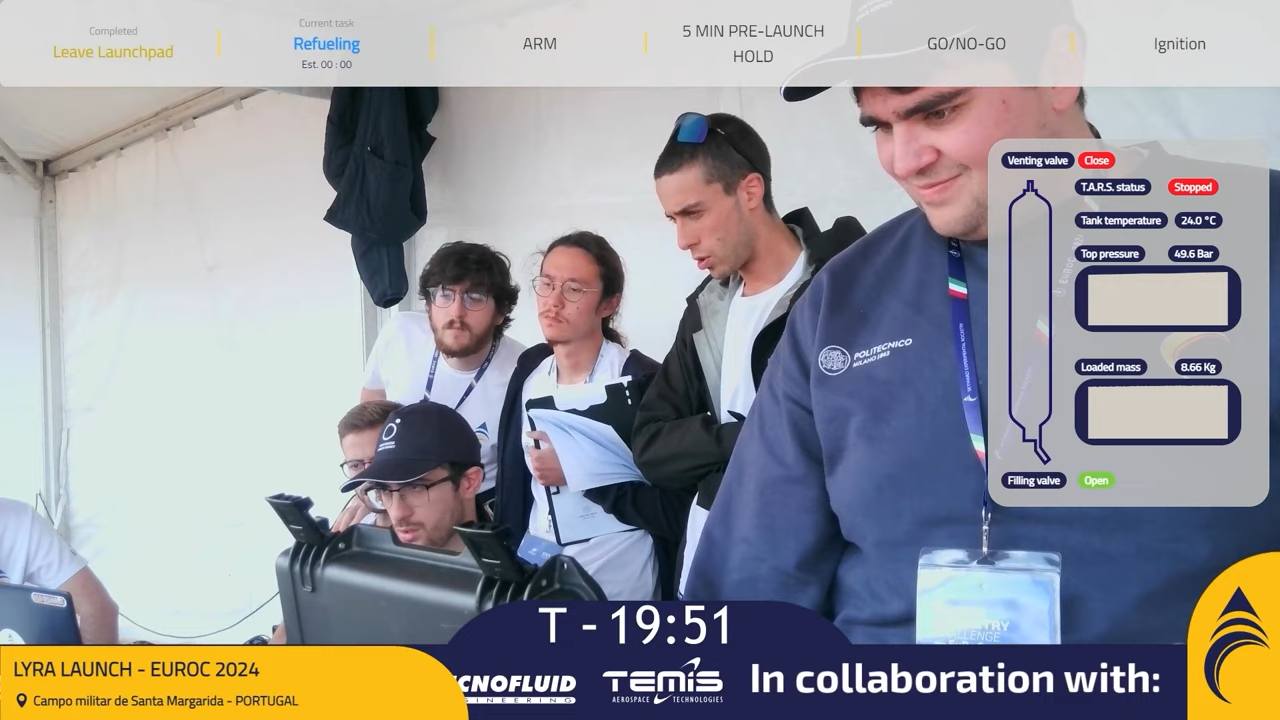 Completed
Leave Launchpad
Current task
Refueling
Est. 00 : 00
ARM
5 MIN PRE-LAUNCH
HOLD
GO/NO-GO
Ignition
Venting valve Close
T.A.R.S. status Stopped
Tank temperature 24.0 °C
Top pressure 49.6 Bar
Loaded mass 8.66 Kg
Filling valve Open
POLITECNICO
MILANO 1863
T - 19:51
LYRA LAUNCH - EUROC 2024
Campo militar de Santa Margarida - PORTUGAL
CNOFLUID
TEMIS
AEROSPACE TECHNOLOGIES
In collaboration with: